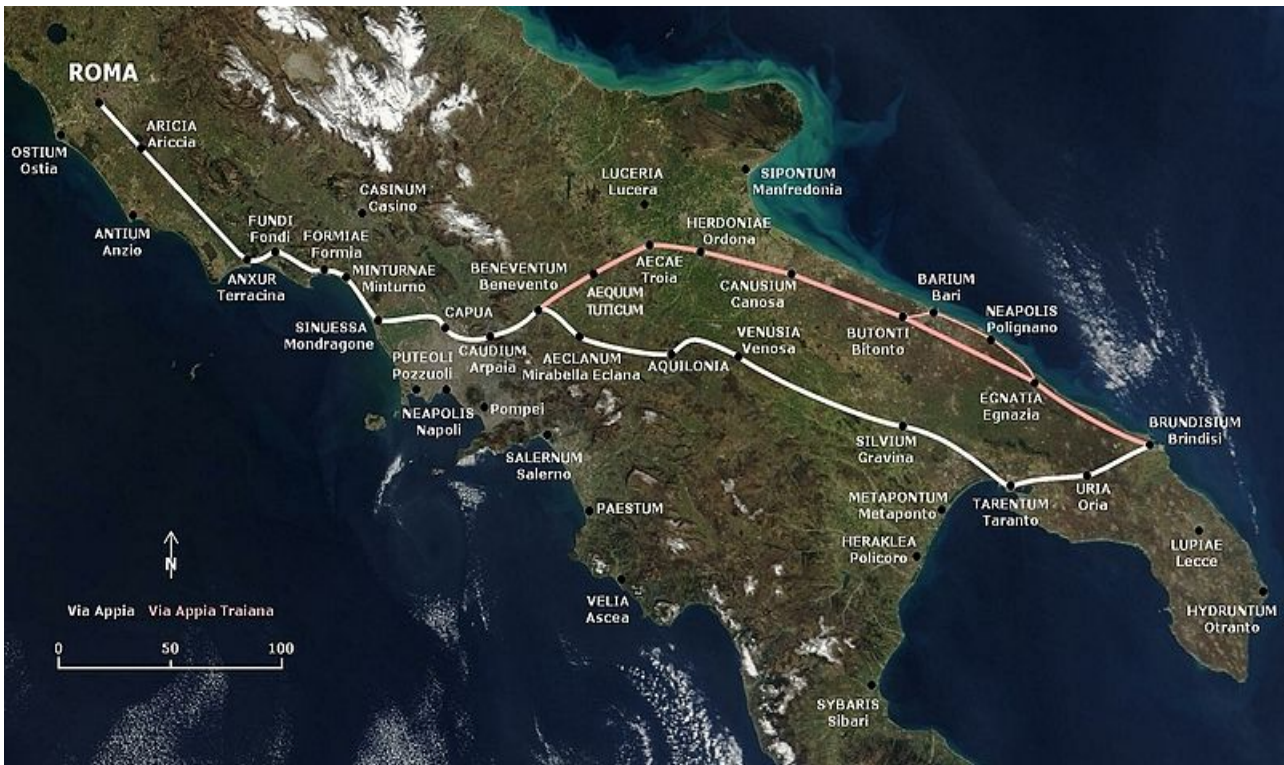 ROMA
ARICIA
Ariccia
OSTIUM
Ostia
ANTIUM
Anzio
CASINUM
Casino
FUNDI
Fondi
FORMIAE
Formia
ANXUR
Terracina
MINTURNAE
Minturno
SINUESSA
Mondragone
CAPUA
CAUDIUM
Arpaia
PUTEOLI
Pozzuoli
NEAPOLIS
Napoli
Pompei
SALERNUM
Salerno
PAESTUM
VELIA
Ascea
BENEVENTUM
Benevento
AEQUUM
TUTICUM
AECLANUM
Mirabella Eclana
AQUILONIA
LUCERIA
Lucera
SIPONTUM
Manfredonia
AECAE
Troia
HERDONIAE
Ordona
CANUSIUM
Canosa
VENUSIA
Venosa
BUTONTI
Bitonto
BARIUM
Bari
NEAPOLIS
Polignano
EGNATIA
Egnazia
BRUNDISIUM
Brindisi
SILVIUM
Gravina
METAPONTUM
Metaponto
HERAKLEA
Policoro
TARENTUM
Taranto
URIA
Oria
LUPIAE
Lecce
HYDRUNTUM
Otranto
SYBARIS
Sibari
N
Via Appia Via Appia Traiana
0 50 100